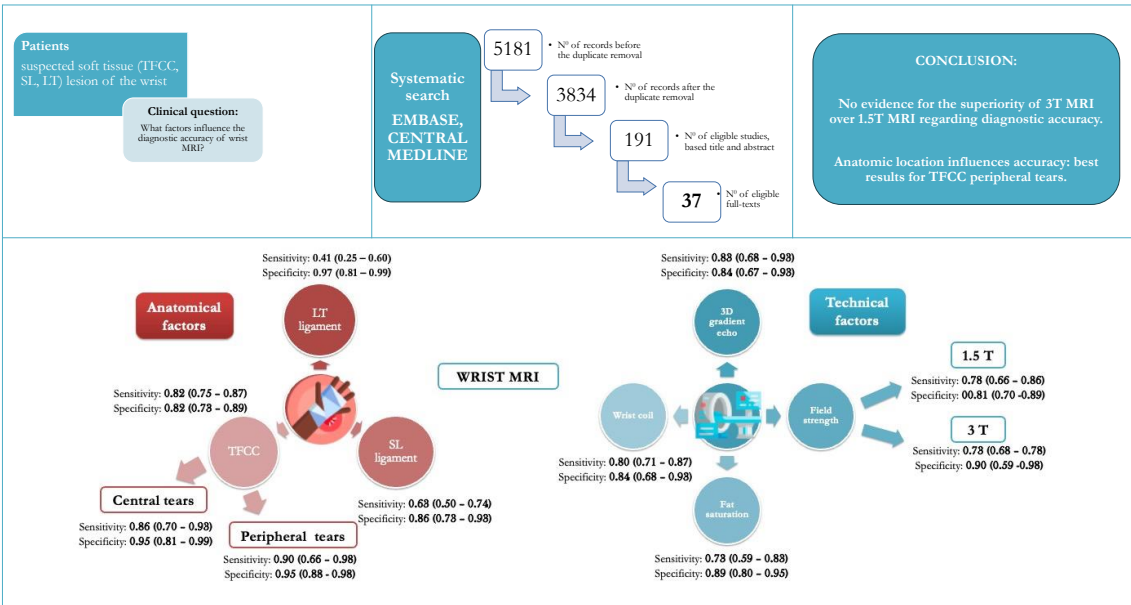 Patients
suspected soft tissue (TFCC,
SL, LT) lesion of the wrist
Clinical question:
What factors influence the
diagnostic accuracy of wrist
MRI?
Systematic
search
EMBASE,
CENTRAL
MEDLINE
5181
• Nº of records before
the duplicate removal
3834
• Nº of records after the
duplicate removal
191
• Nº of eligible studies,
based title and abstract
37
• Nº of eligible
full-texts
CONCLUSION:
No evidence for the superiority of 3T MRI
over 1.5T MRI regarding diagnostic accuracy.
Anatomic location influences accuracy: best
results for TFCC peripheral tears.
Anatomical
factors
Sensitivity: 0.41 (0.25 – 0.60)
Specificity: 0.97 (0.81 – 0.99)
LT
ligament
Sensitivity: 0.82 (0.75 – 0.87)
Specificity: 0.82 (0.73 – 0.89)
TFCC
SL
ligament
Sensitivity: 0.68 (0.50 – 0.74)
Specificity: 0.86 (0.73 – 0.93)
Central tears
Sensitivity: 0.86 (0.70 – 0.93)
Specificity: 0.95 (0.81 – 0.99)
Peripheral tears
Sensitivity: 0.90 (0.66 – 0.98)
Specificity: 0.95 (0.88 - 0.98)
WRIST MRI
Technical
factors
Sensitivity: 0.83 (0.68 – 0.93)
Specificity: 0.84 (0.67 – 0.93)
3D
gradient
echo
Wrist coil
Sensitivity: 0.80 (0.71 – 0.87)
Specificity: 0.84 (0.68 – 0.93)
Fat
saturation
Sensitivity: 0.73 (0.59 – 0.83)
Specificity: 0.89 (0.80 – 0.95)
Field
strength
1.5 T
Sensitivity: 0.78 (0.66 – 0.86)
Specificity: 00.81 (0.70 -0.89)
3 T
Sensitivity: 0.73 (0.68 – 0.78)
Specificity: 0.90 (0.59 -0.98)